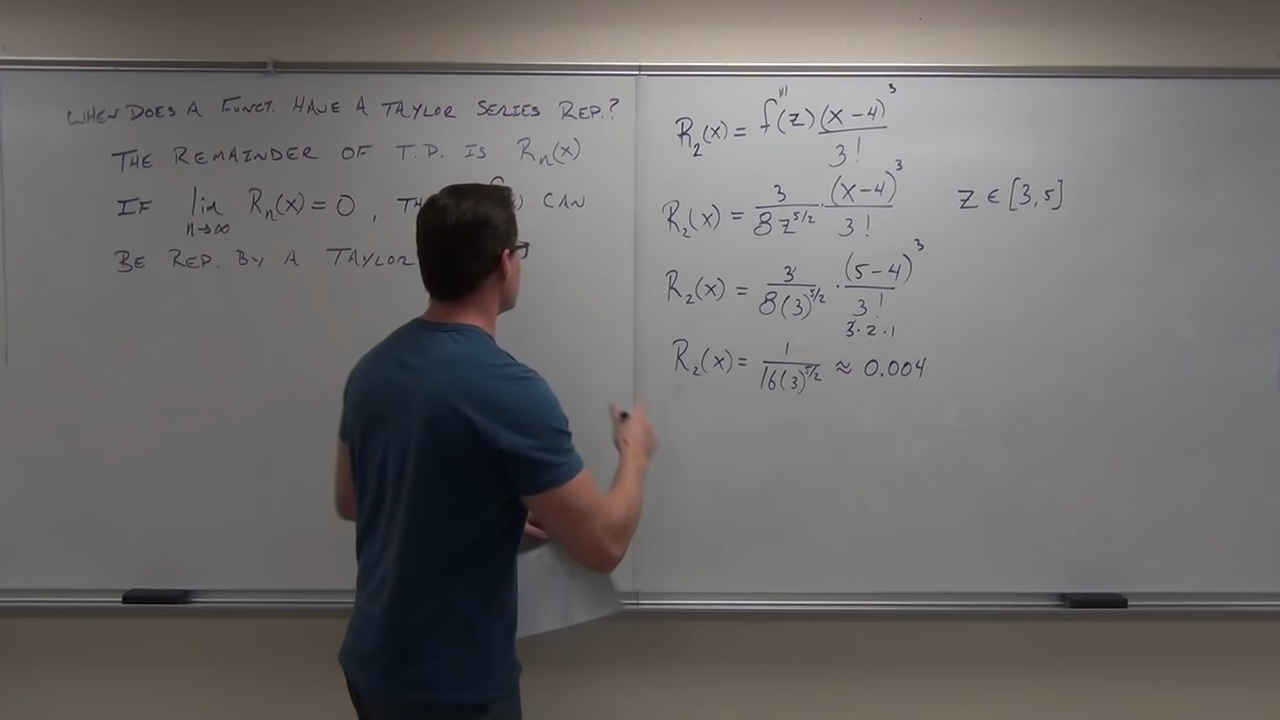 WHEN DOES A FUNCT. HAVE A TAYLOR SERIES REP.?
THE REMAINDER OF T.P. IS Rₙ(x)
IF lim n→∞ Rₙ(x) = 0, CAN
BE REP. BY A TAYLOR
R₂(x) = f'''(z)(x-4)³/3!
R₂(x) = 3/(8z^(5/2)) · (x-4)³/3! z ∈ [3,5]
R₂(x) = 3/(8(3)^(5/2)) · (5-4)³/3!
3·2·1
R₂(x) = 1/(16(3)^(5/2)) ≈ 0.004